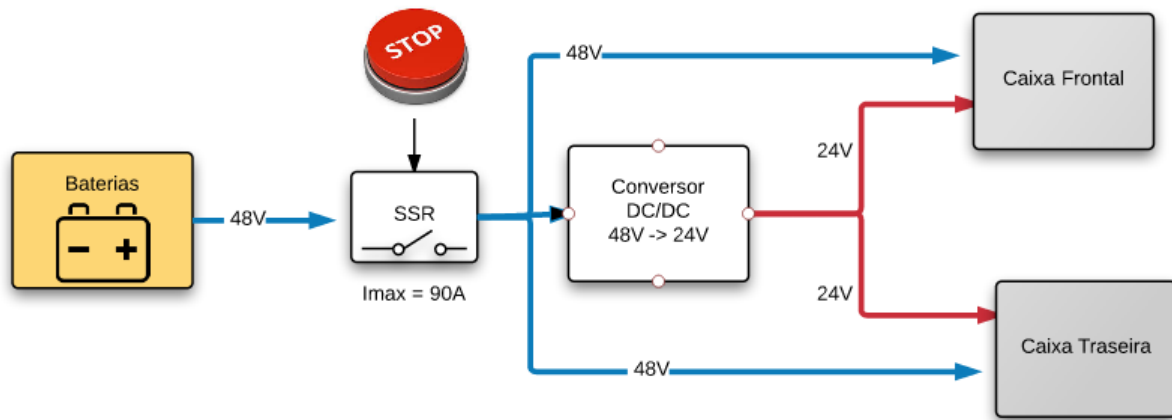 STOP
48V
Caixa Frontal
24V
Baterias
48V
SSR
Imax = 90A
Conversor
DC/DC
48V -> 24V
24V
Caixa Traseira
48V